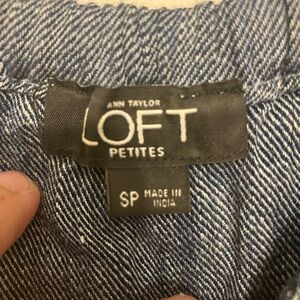 ANN TAYLOR
LOFT
PETITES
SP MADE IN
INDIA